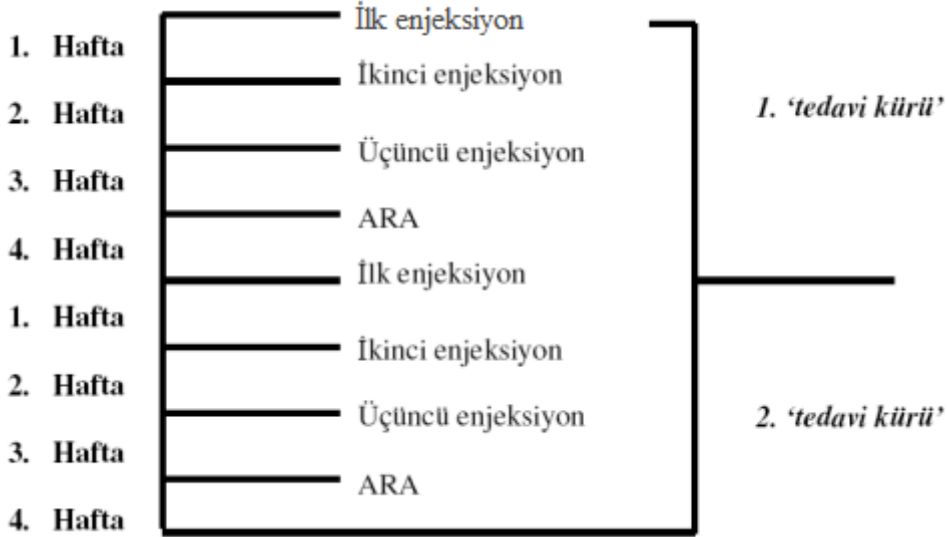 İlk enjeksiyon
1. Hafta
İkinci enjeksiyon
1. ‘tedavi kürü’
2. Hafta
Üçüncü enjeksiyon
3. Hafta
ARA
4. Hafta
İlk enjeksiyon
1. Hafta
İkinci enjeksiyon
2. Hafta
Üçüncü enjeksiyon
2. ‘tedavi kürü’
3. Hafta
ARA
4. Hafta